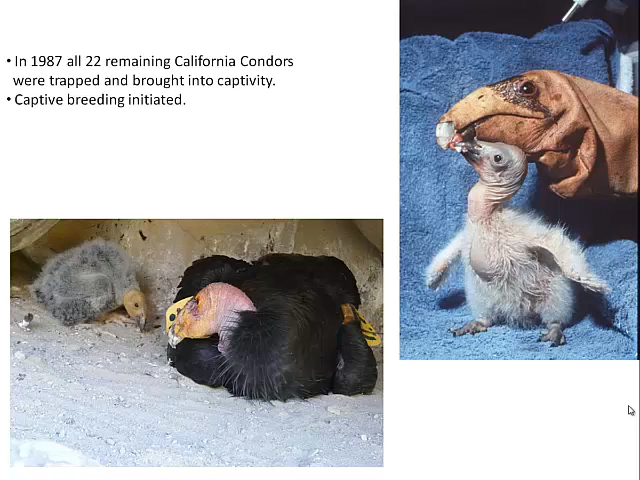 • In 1987 all 22 remaining California Condors
were trapped and brought into captivity.
• Captive breeding initiated.